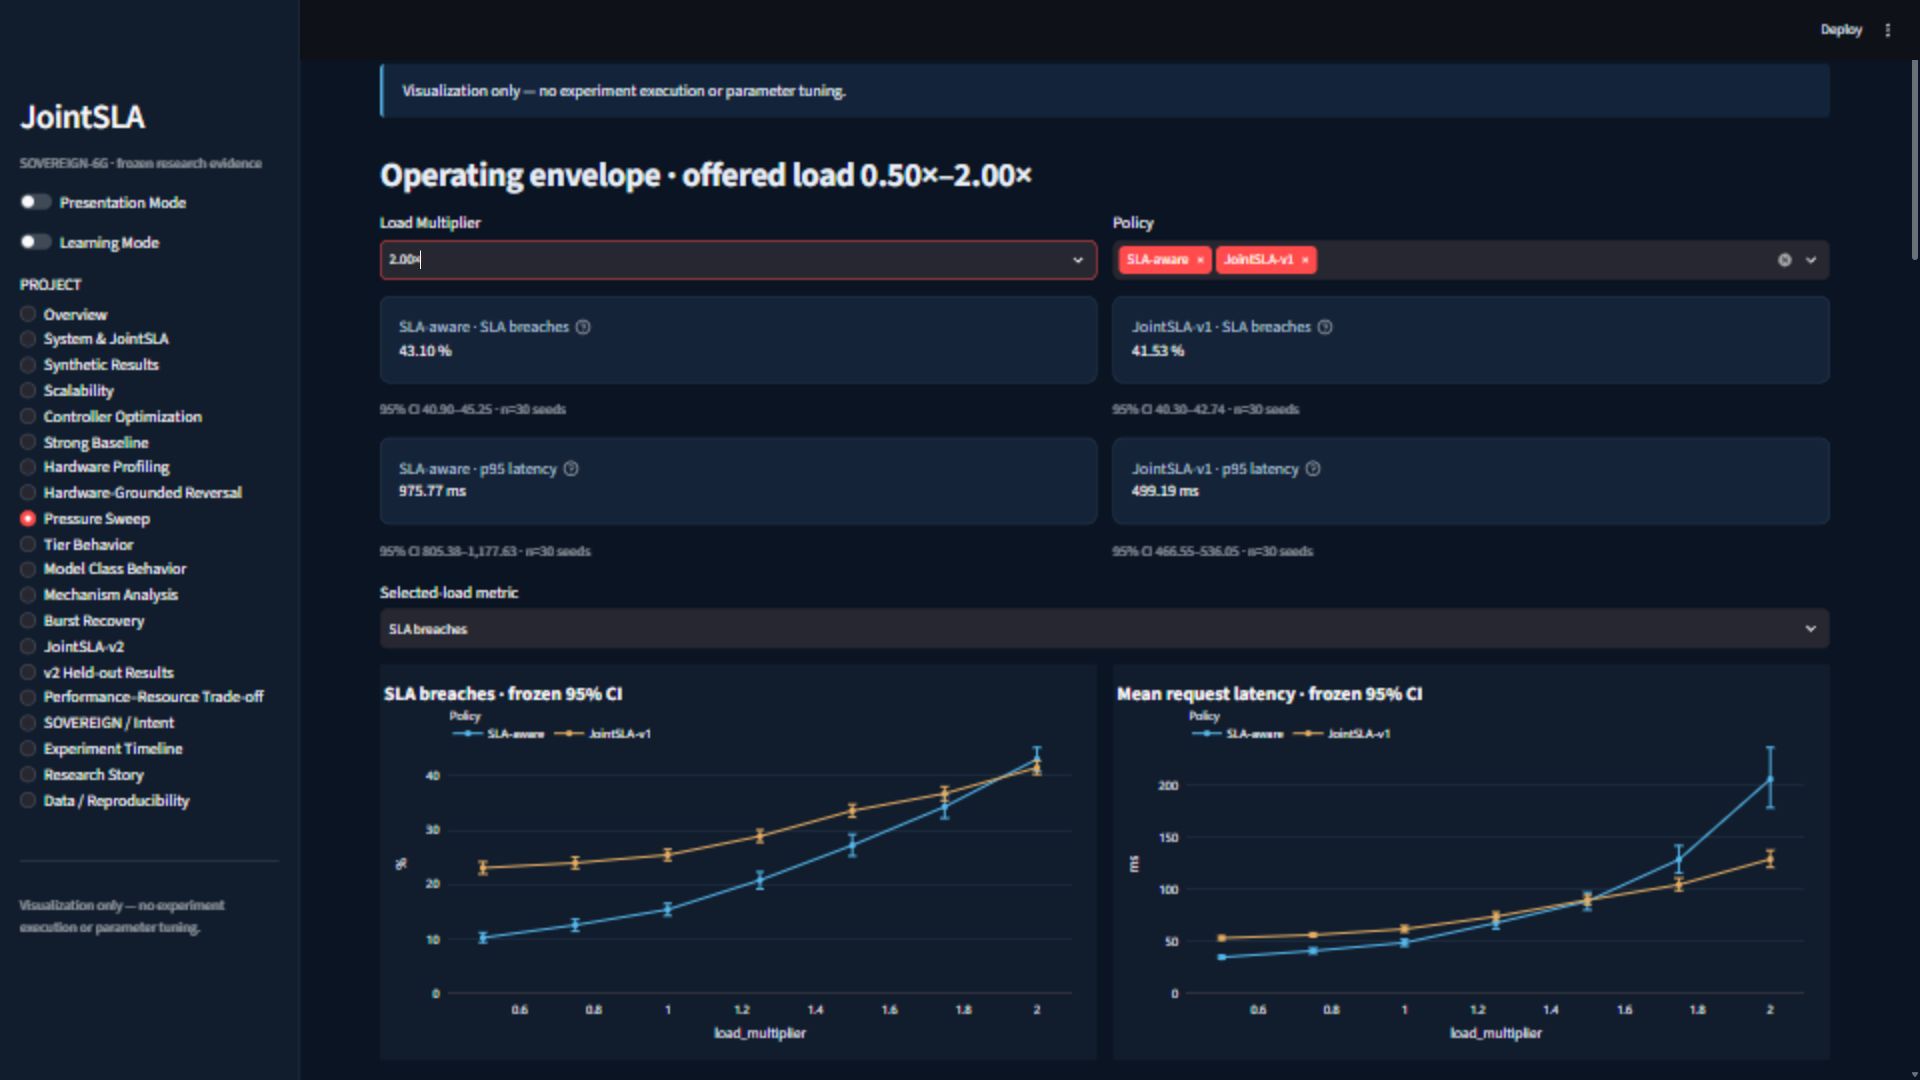 Deploy
JointSLA
SOVEREIGN-6G · frozen research evidence
Presentation Mode
Learning Mode
PROJECT
Overview
System & JointSLA
Synthetic Results
Scalability
Controller Optimization
Strong Baseline
Hardware Profiling
Hardware-Grounded Reversal
Pressure Sweep
Tier Behavior
Model Class Behavior
Mechanism Analysis
Burst Recovery
JointSLA-v2
v2 Held-out Results
Performance-Resource Trade-off
SOVEREIGN / Intent
Experiment Timeline
Research Story
Data / Reproducibility
Visualization only — no experiment
execution or parameter tuning.
Visualization only — no experiment execution or parameter tuning.
Operating envelope · offered load 0.50×–2.00×
Load Multiplier
2.00×
Policy
SLA-aware × JointSLA-v1 ×
SLA-aware · SLA breaches
43.10 %
95% CI 40.90–45.25 · n=30 seeds
JointSLA-v1 · SLA breaches
41.53 %
95% CI 40.30–42.74 · n=30 seeds
SLA-aware · p95 latency
975.77 ms
95% CI 805.38–1,177.63 · n=30 seeds
JointSLA-v1 · p95 latency
499.19 ms
95% CI 466.55–536.05 · n=30 seeds
Selected-load metric
SLA breaches
SLA breaches · frozen 95% CI
Policy
SLA-aware JointSLA-v1
40
30
20
10
0
%
0.6 0.8 1 1.2 1.4 1.6 1.8 2
load_multiplier
Mean request latency · frozen 95% CI
Policy
SLA-aware JointSLA-v1
200
150
100
50
0
ms
0.6 0.8 1 1.2 1.4 1.6 1.8 2
load_multiplier